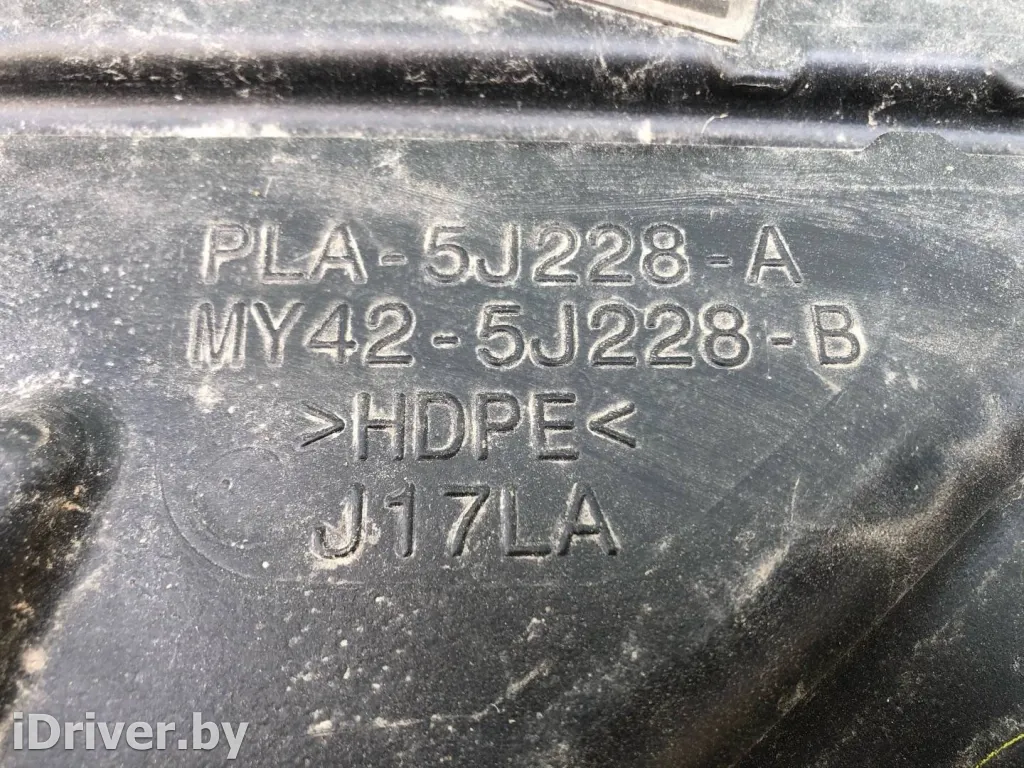 PLA-5J228-A
MY42-5J228-B
>HDPE<
J17LA
iDriver.by